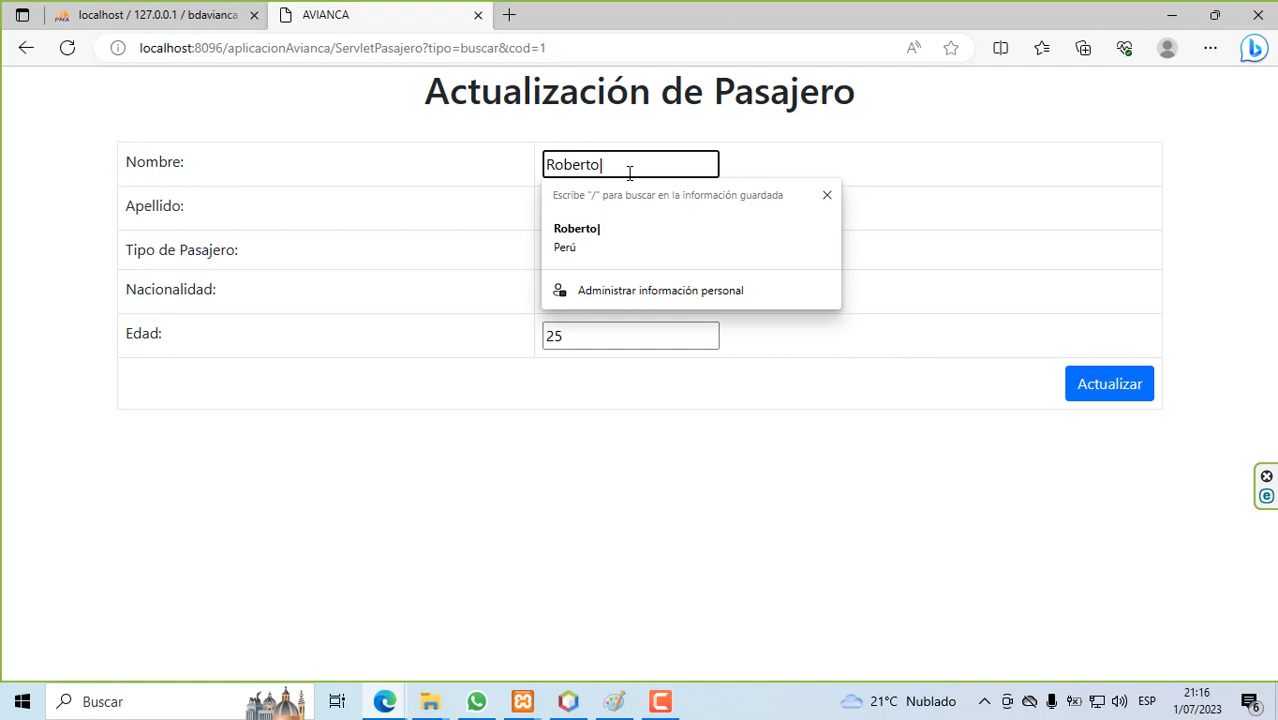 localhost / 127.0.0.1 / bdavianca
AVIANCA
localhost:8096/aplicacionAvianca/ServletPasajero?tipo=buscar&cod=1
Actualización de Pasajero
Nombre:
Roberto
Escribe "/" para buscar en la información guardada
Apellido:
Roberto|
Perú
Tipo de Pasajero:
Nacionalidad:
Administrar información personal
Edad:
25
Actualizar
Buscar
21°C Nublado
ESP
21:16
1/07/2023
6